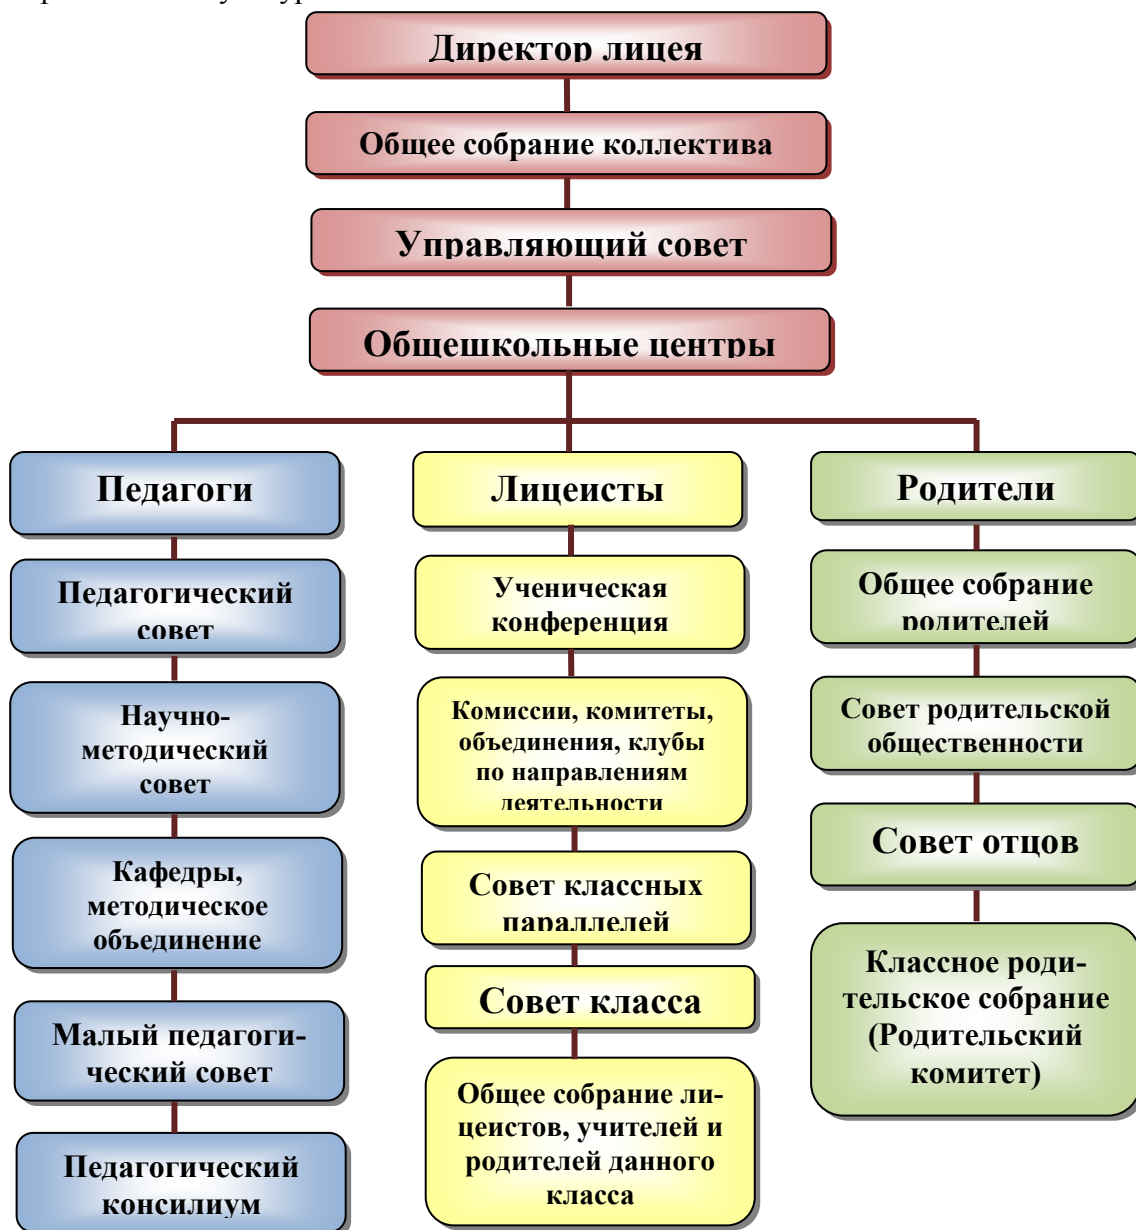 Директор лицея
Общее собрание коллектива
Управляющий совет
Общешкольные центры
Педагоги
Педагогический
совет
Научно-
методический
совет
Кафедры,
методическое
объединение
Малый педагоги-
ческий совет
Педагогический
консилиум
Лицеисты
Ученическая
конференция
Комиссии, комитеты,
объединения, клубы
по направлениям
деятельности
Совет классных
параллелей
Совет класса
Общее собрание ли-
цеистов, учителей и
родителей данного
класса
Родители
Общее собрание
родителей
Совет родительской
общественности
Совет отцов
Классное роди-
тельское собрание
(Родительский
комитет)